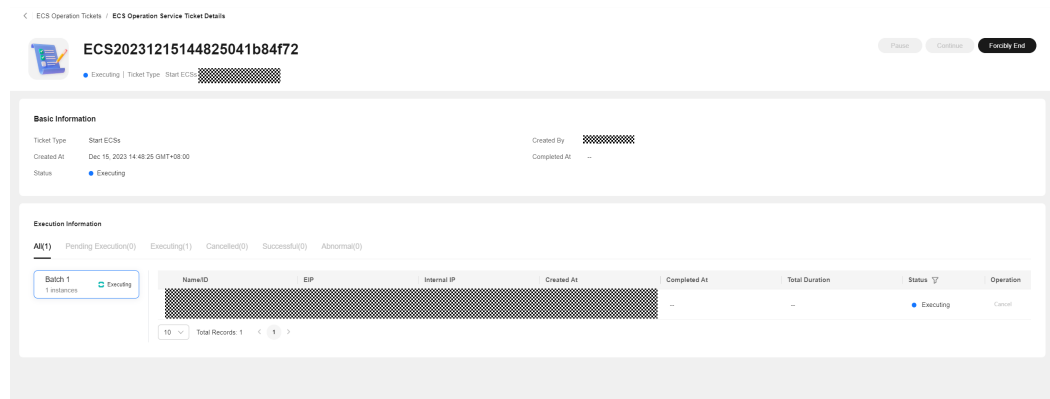 ECS Operation Tickets / ECS Operation Service Ticket Details
ECS20231215144825041b84f72
Pause Continue Forcibly End
Executing | Ticket Type Start ECSs
Basic Information
Ticket Type Start ECSs Created By
Created At Dec 15, 2023 14:48:25 GMT+08:00 Completed At --
Status Executing
Execution Information
All(1) Pending Execution(0) Executing(1) Cancelled(0) Successful(0) Abnormal(0)
Batch 1
1 instances
Executing
Name/ID EIP Internal IP Created At Completed At Total Duration Status Operation
-- -- Executing Cancel
10 Total Records: 1 < 1 >